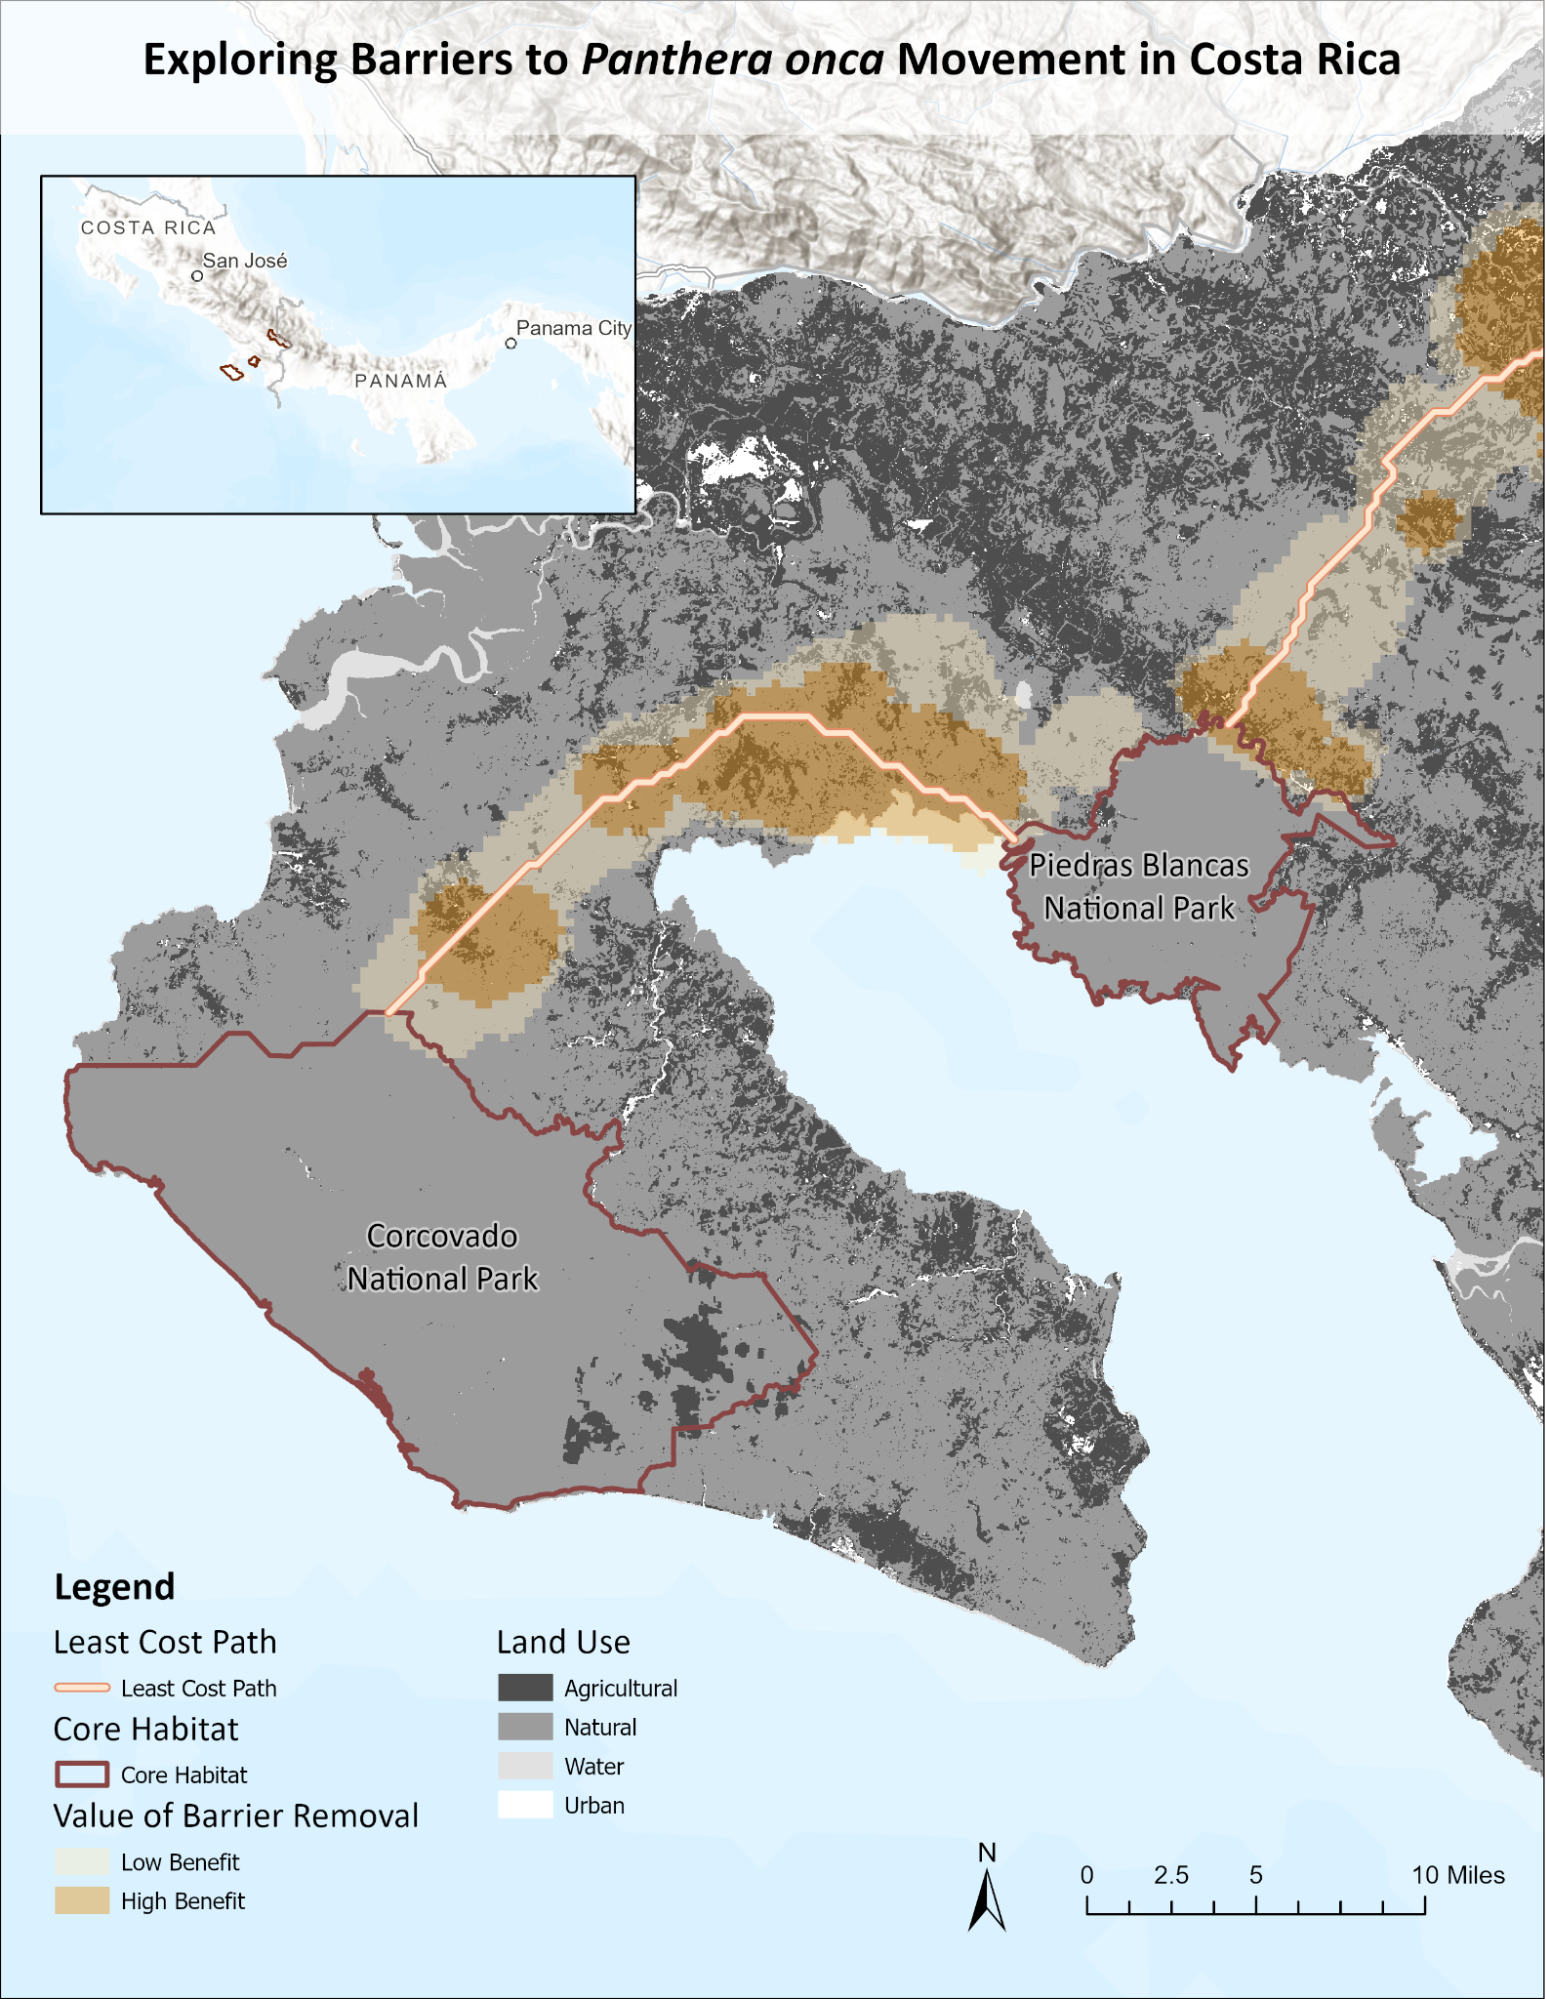 Exploring Barriers to Panthera onca Movement in Costa Rica
COSTA RICA
San José
Panama City
PANAMÁ
Piedras Blancas
National Park
Corcovado
National Park
Legend
Least Cost Path
Least Cost Path
Core Habitat
Core Habitat
Value of Barrier Removal
Low Benefit
High Benefit
Land Use
Agricultural
Natural
Water
Urban
N
0 2.5 5 10 Miles